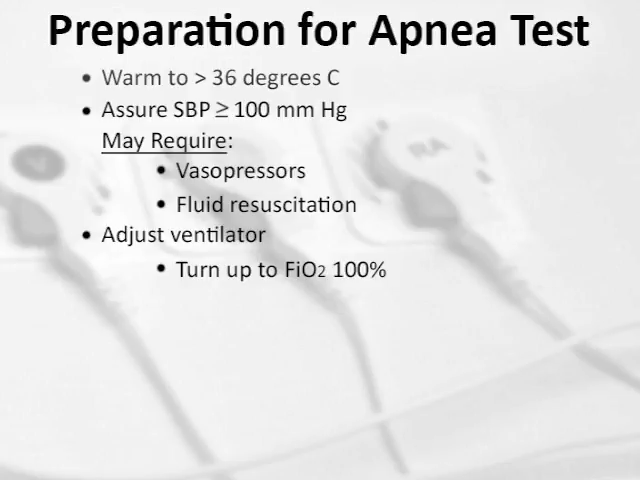 Preparation for Apnea Test
• Warm to > 36 degrees C
• Assure SBP ≥ 100 mm Hg
May Require:
• Vasopressors
• Fluid resuscitation
• Adjust ventilator
• Turn up to FiO2 100%
RA